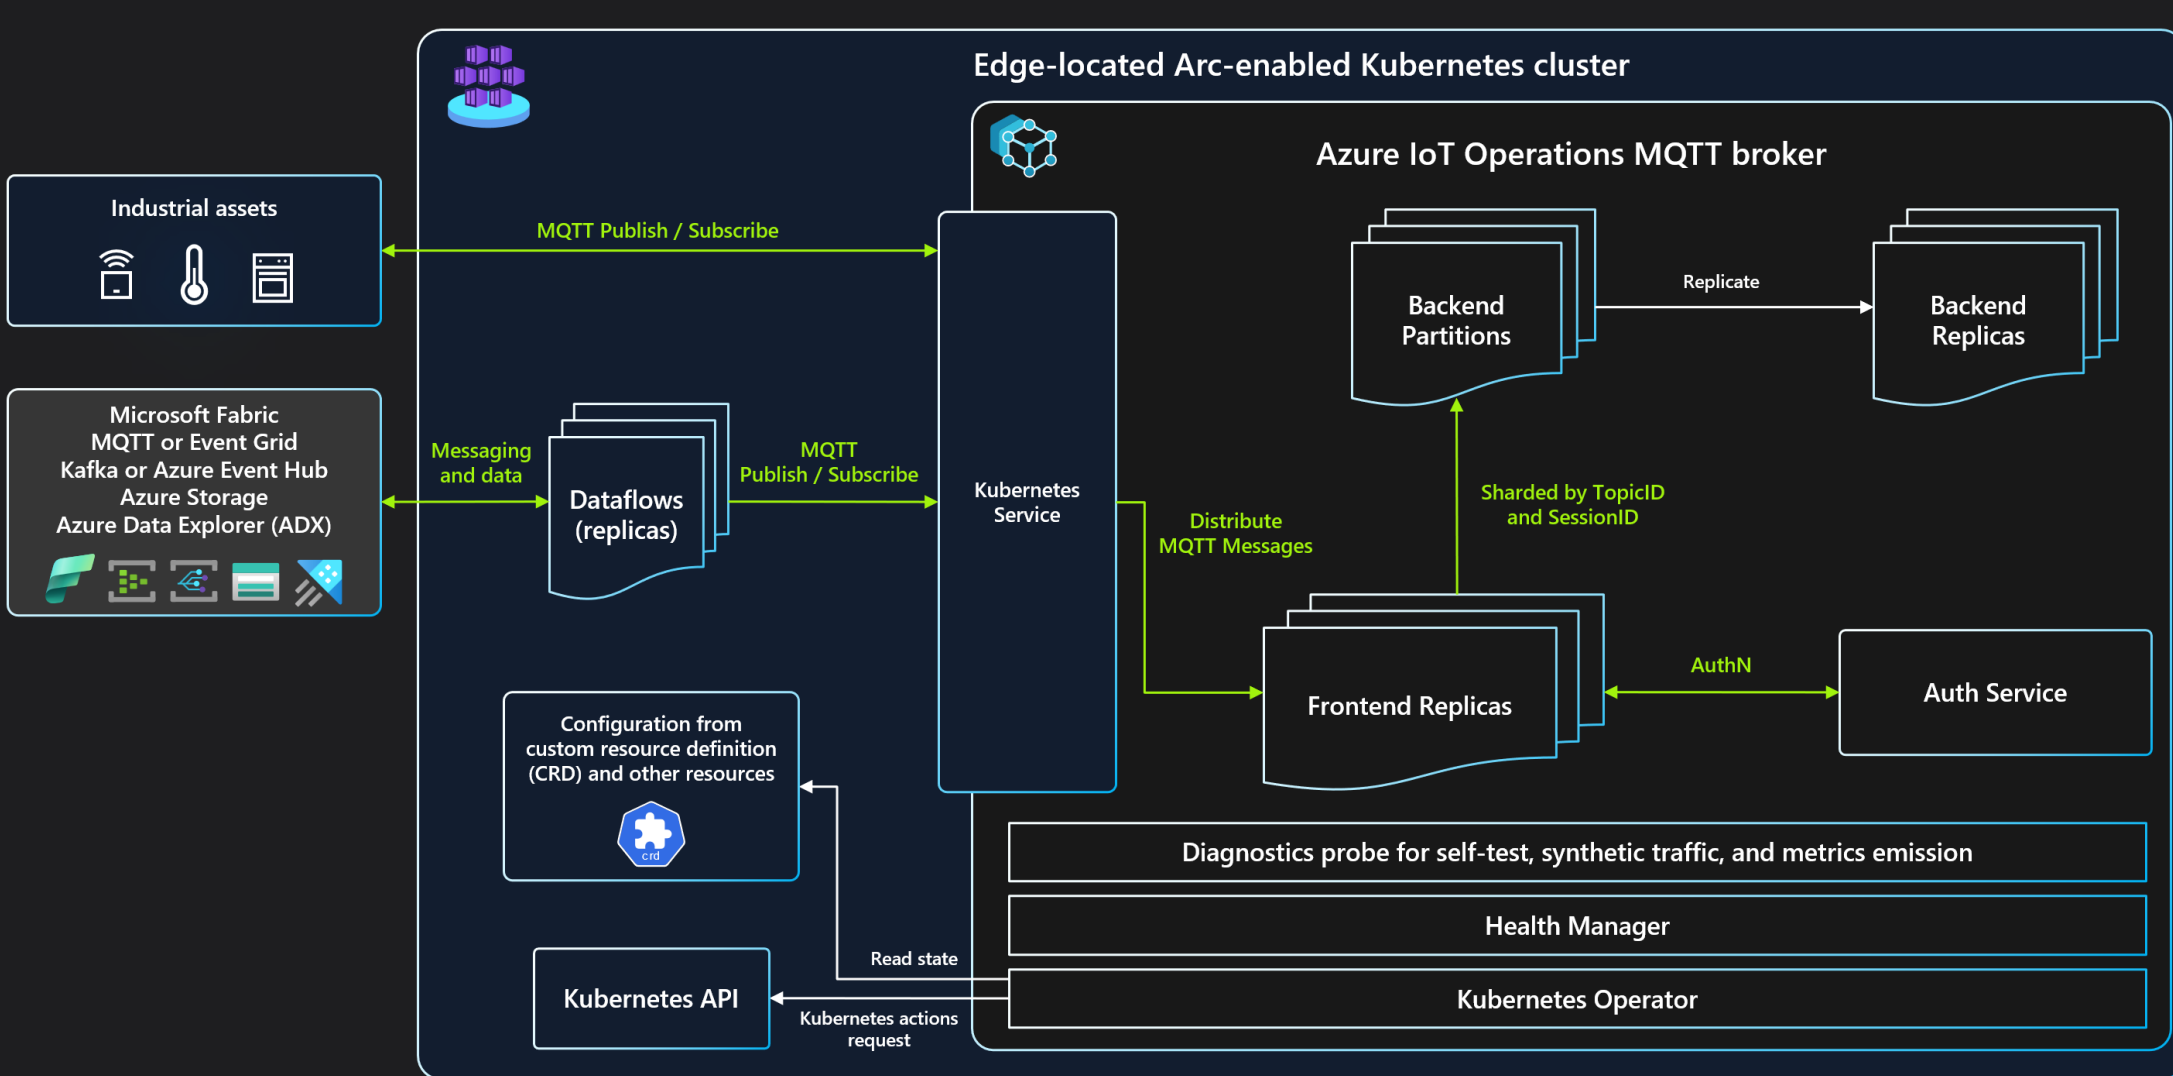 Edge-located Arc-enabled Kubernetes cluster
Azure IoT Operations MQTT broker
Industrial assets
MQTT Publish / Subscribe
Backend
Partitions
Replicate
Backend
Replicas
Microsoft Fabric
MQTT or Event Grid
Kafka or Azure Event Hub
Azure Storage
Azure Data Explorer (ADX)
Messaging
and data
Dataflows
(replicas)
MQTT
Publish / Subscribe
Kubernetes
Service
Distribute
MQTT Messages
Sharded by TopicID
and SessionID
Frontend Replicas
AuthN
Auth Service
Configuration from
custom resource definition
(CRD) and other resources
crd
Diagnostics probe for self-test, synthetic traffic, and metrics emission
Health Manager
Read state
Kubernetes API
Kubernetes actions
request
Kubernetes Operator